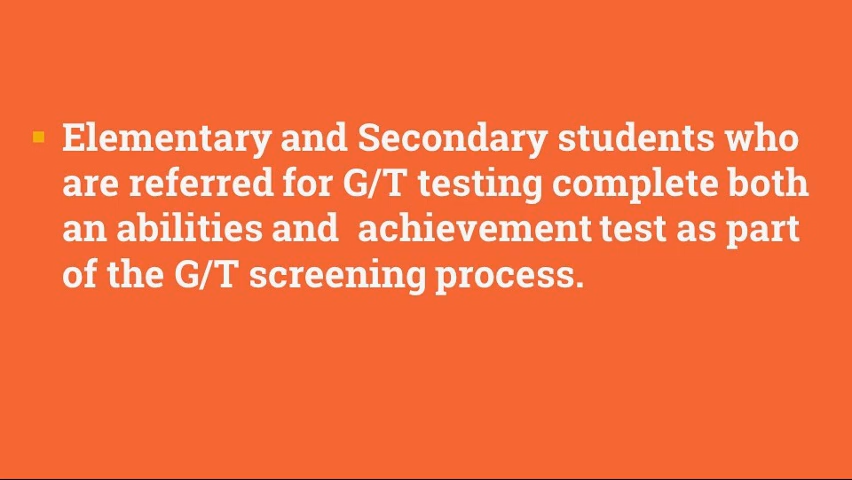 Elementary and Secondary students who
are referred for G/T testing complete both
an abilities and  achievement test as part
of the G/T screening process.